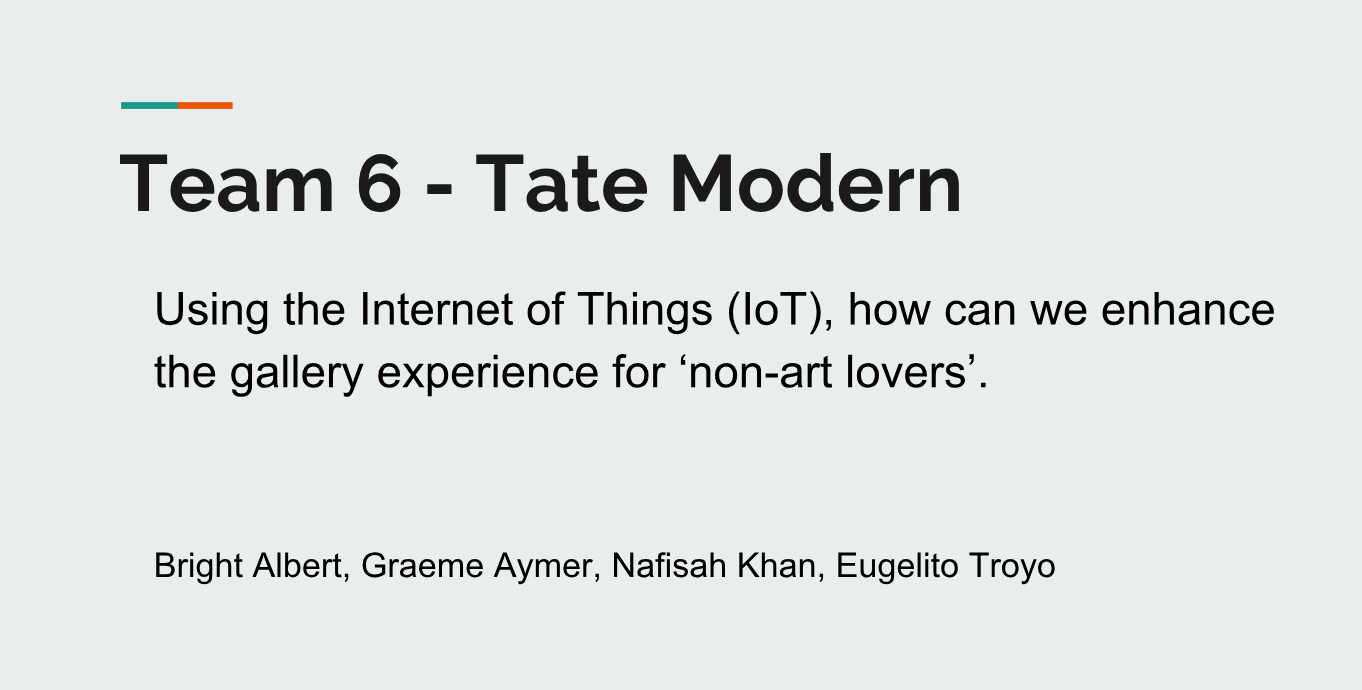 Team 6 - Tate Modern
Using the Internet of Things (IoT), how can we enhance
the gallery experience for ‘non-art lovers’.
Bright Albert, Graeme Aymer, Nafisah Khan, Eugelito Troyo